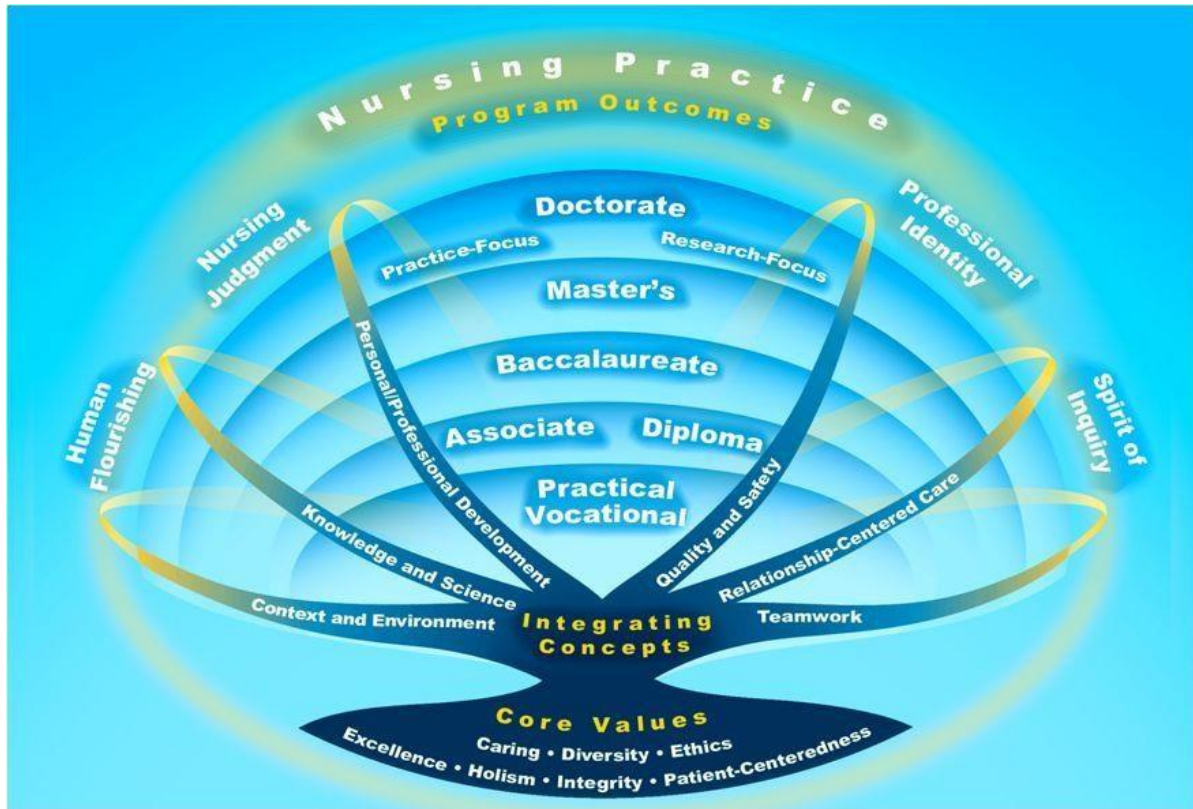 Nursing Practice
Program Outcomes
Nursing
Judgment
Professional
Identity
Human
Flourishing
Spirit of
Inquiry
Doctorate
Practice-Focus
Research-Focus
Master's
Baccalaureate
Associate
Diploma
Practical
Vocational
Personal/Professional Development
Quality and Safety
Knowledge and Science
Relationship-Centered Care
Context and Environment
Teamwork
Integrating
Concepts
Core Values
Caring • Diversity • Ethics
Excellence • Holism • Integrity • Patient-Centeredness